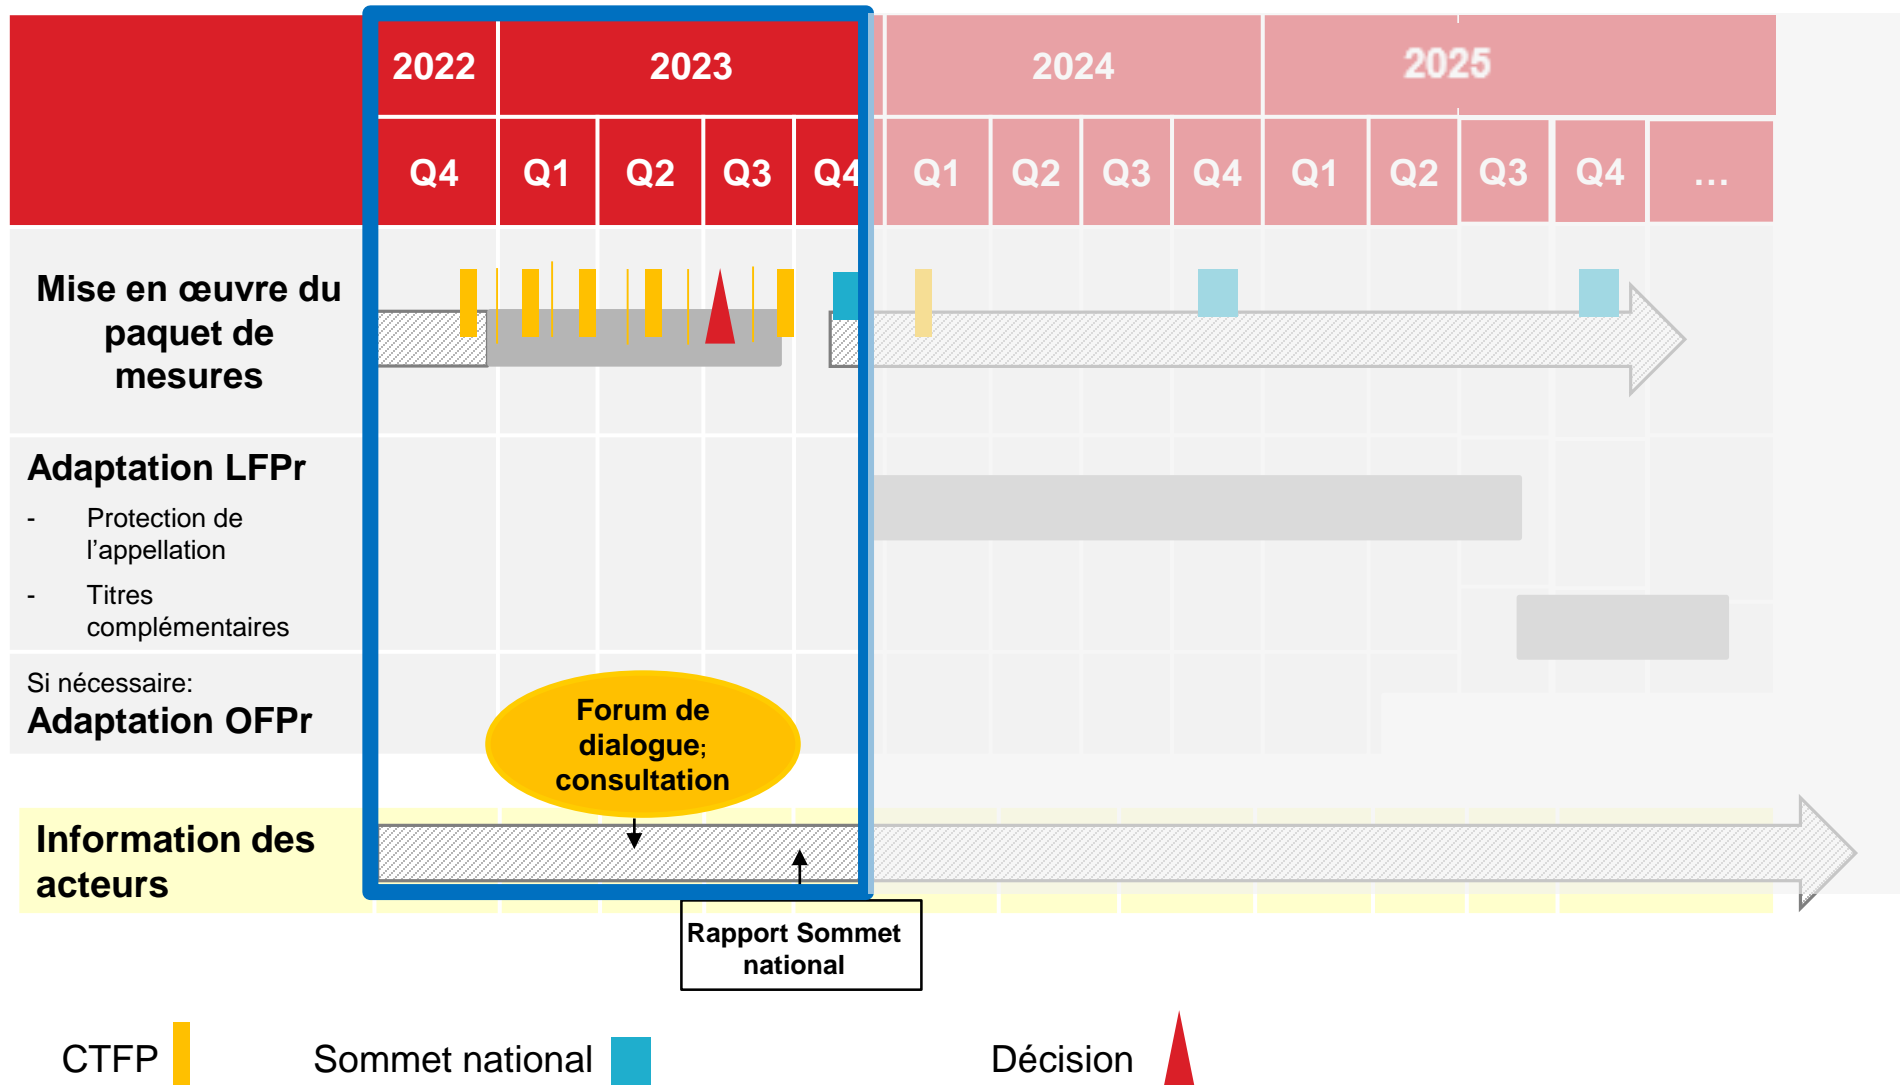 2022 2023 2024 2025
Q4 Q1 Q2 Q3 Q4 Q1 Q2 Q3 Q4 Q1 Q2 Q3 Q4 …
Mise en œuvre du
paquet de
mesures
Adaptation LFPr
- Protection de
l’appellation
- Titres
complémentaires
Si nécessaire:
Adaptation OFPr
Forum de
dialogue;
consultation
Information des
acteurs
Rapport Sommet
national
CTFP Sommet national Décision